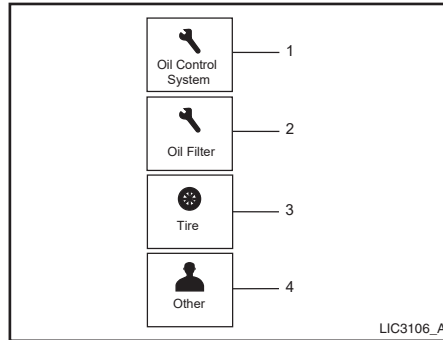 Oil Control
System
1
Oil Filter
2
Tire
3
Other
4
LIC3106_A